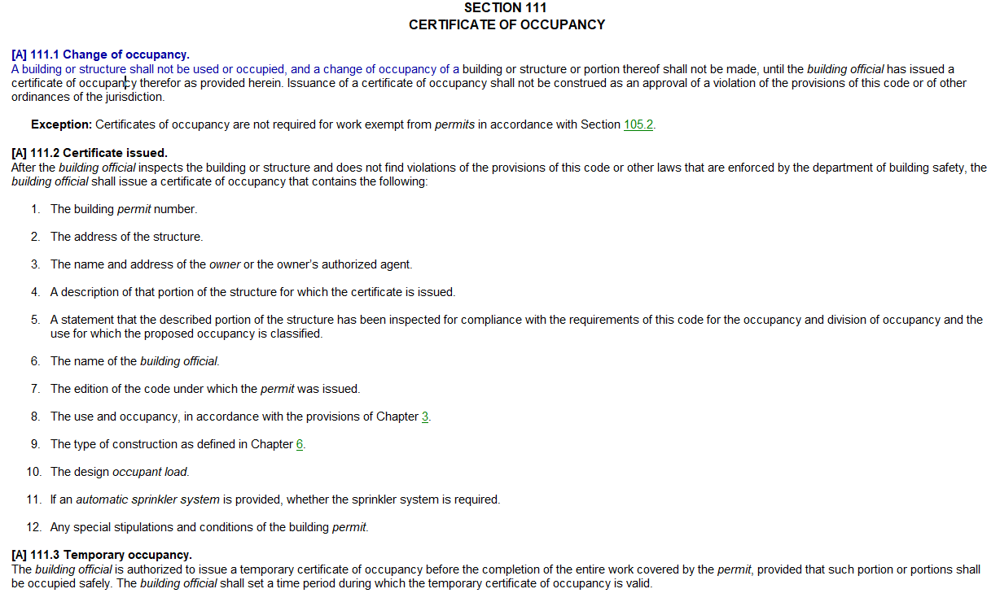 SECTION 111
CERTIFICATE OF OCCUPANCY
[A] 111.1 Change of occupancy.
A building or structure shall not be used or occupied, and a change of occupancy of a building or structure or portion thereof shall not be made, until the building official has issued a
certificate of occupancy therefor as provided herein. Issuance of a certificate of occupancy shall not be construed as an approval of a violation of the provisions of this code or of other
ordinances of the jurisdiction.
Exception: Certificates of occupancy are not required for work exempt from permits in accordance with Section 105.2.
[A] 111.2 Certificate issued.
After the building official inspects the building or structure and does not find violations of the provisions of this code or other laws that are enforced by the department of building safety, the
building official shall issue a certificate of occupancy that contains the following:
1. The building permit number.
2. The address of the structure.
3. The name and address of the owner or the owner's authorized agent.
4. A description of that portion of the structure for which the certificate is issued.
5. A statement that the described portion of the structure has been inspected for compliance with the requirements of this code for the occupancy and division of occupancy and the
use for which the proposed occupancy is classified.
6. The name of the building official.
7. The edition of the code under which the permit was issued.
8. The use and occupancy, in accordance with the provisions of Chapter 3.
9. The type of construction as defined in Chapter 6.
10. The design occupant load.
11. If an automatic sprinkler system is provided, whether the sprinkler system is required.
12. Any special stipulations and conditions of the building permit.
[A] 111.3 Temporary occupancy.
The building official is authorized to issue a temporary certificate of occupancy before the completion of the entire work covered by the permit, provided that such portion or portions shall
be occupied safely. The building official shall set a time period during which the temporary certificate of occupancy is valid.